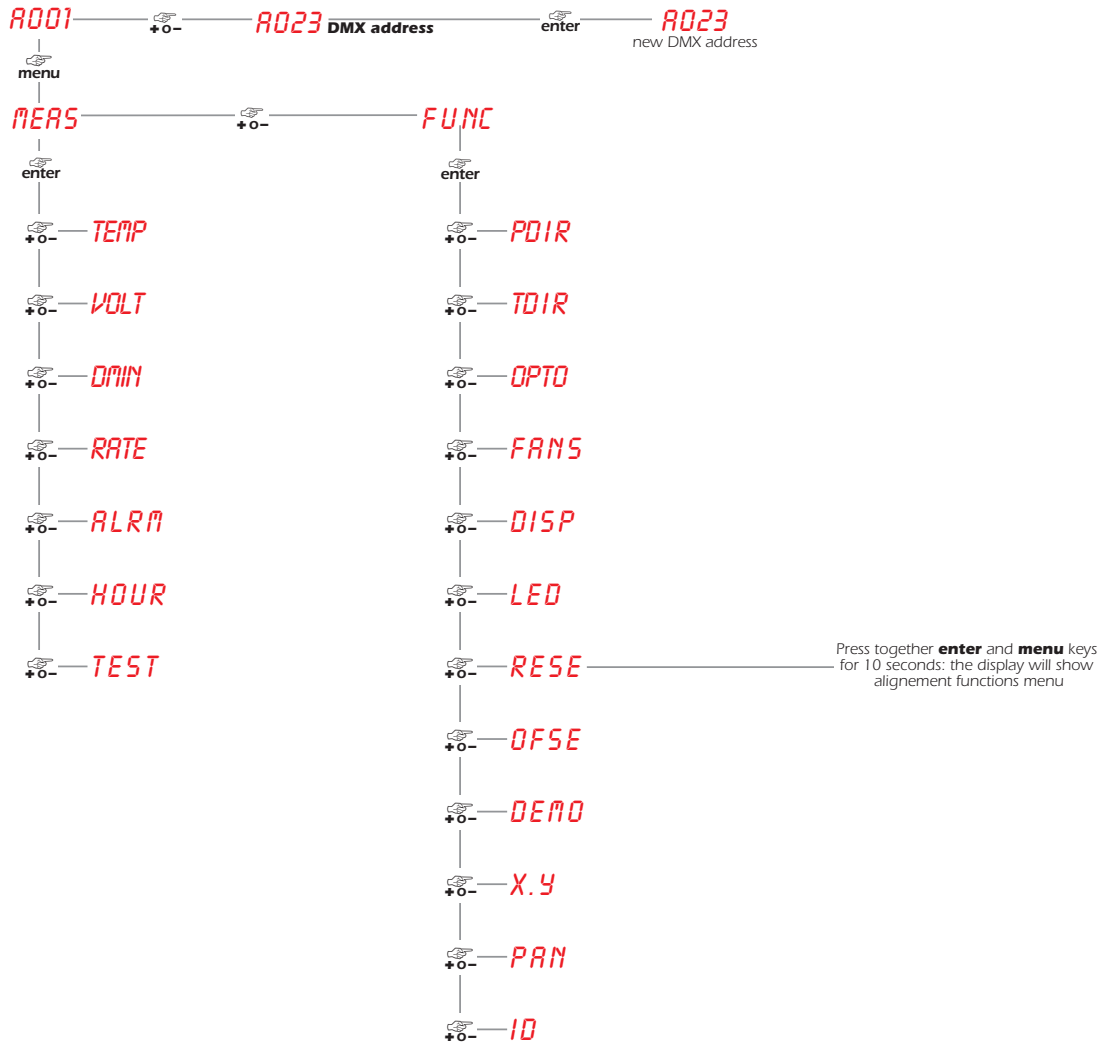 A001 +o- A023 DMX address enter A023
new DMX address
menu
MEAS +o- FUNC
enter enter
+o- TEMP +o- PDIR
+o- VOLT +o- TDIR
+o- DMIN +o- OPTO
+o- RATE +o- FANS
+o- ALRM +o- DISP
+o- HOUR +o- LED
+o- TEST +o- RESE Press together enter and menu keys
for 10 seconds: the display will show
alignement functions menu
+o- OFSE
+o- DEMO
+o- X.Y
+o- PAN
+o- ID